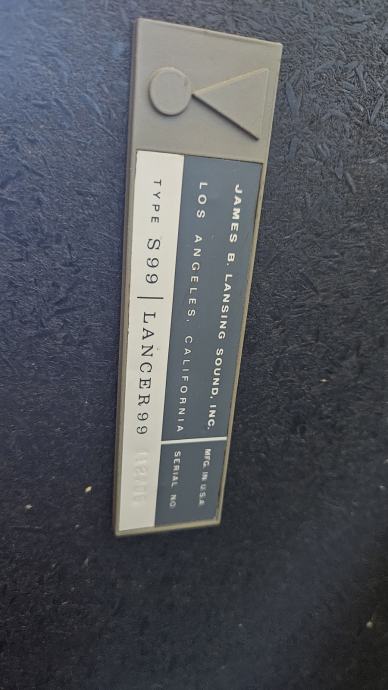 JAMES B. LANSING SOUND, INC.
LOS ANGELES, CALIFORNIA
MFG. IN U.S.A.
SERIAL NO.
TYPE S99 | LANCER 99